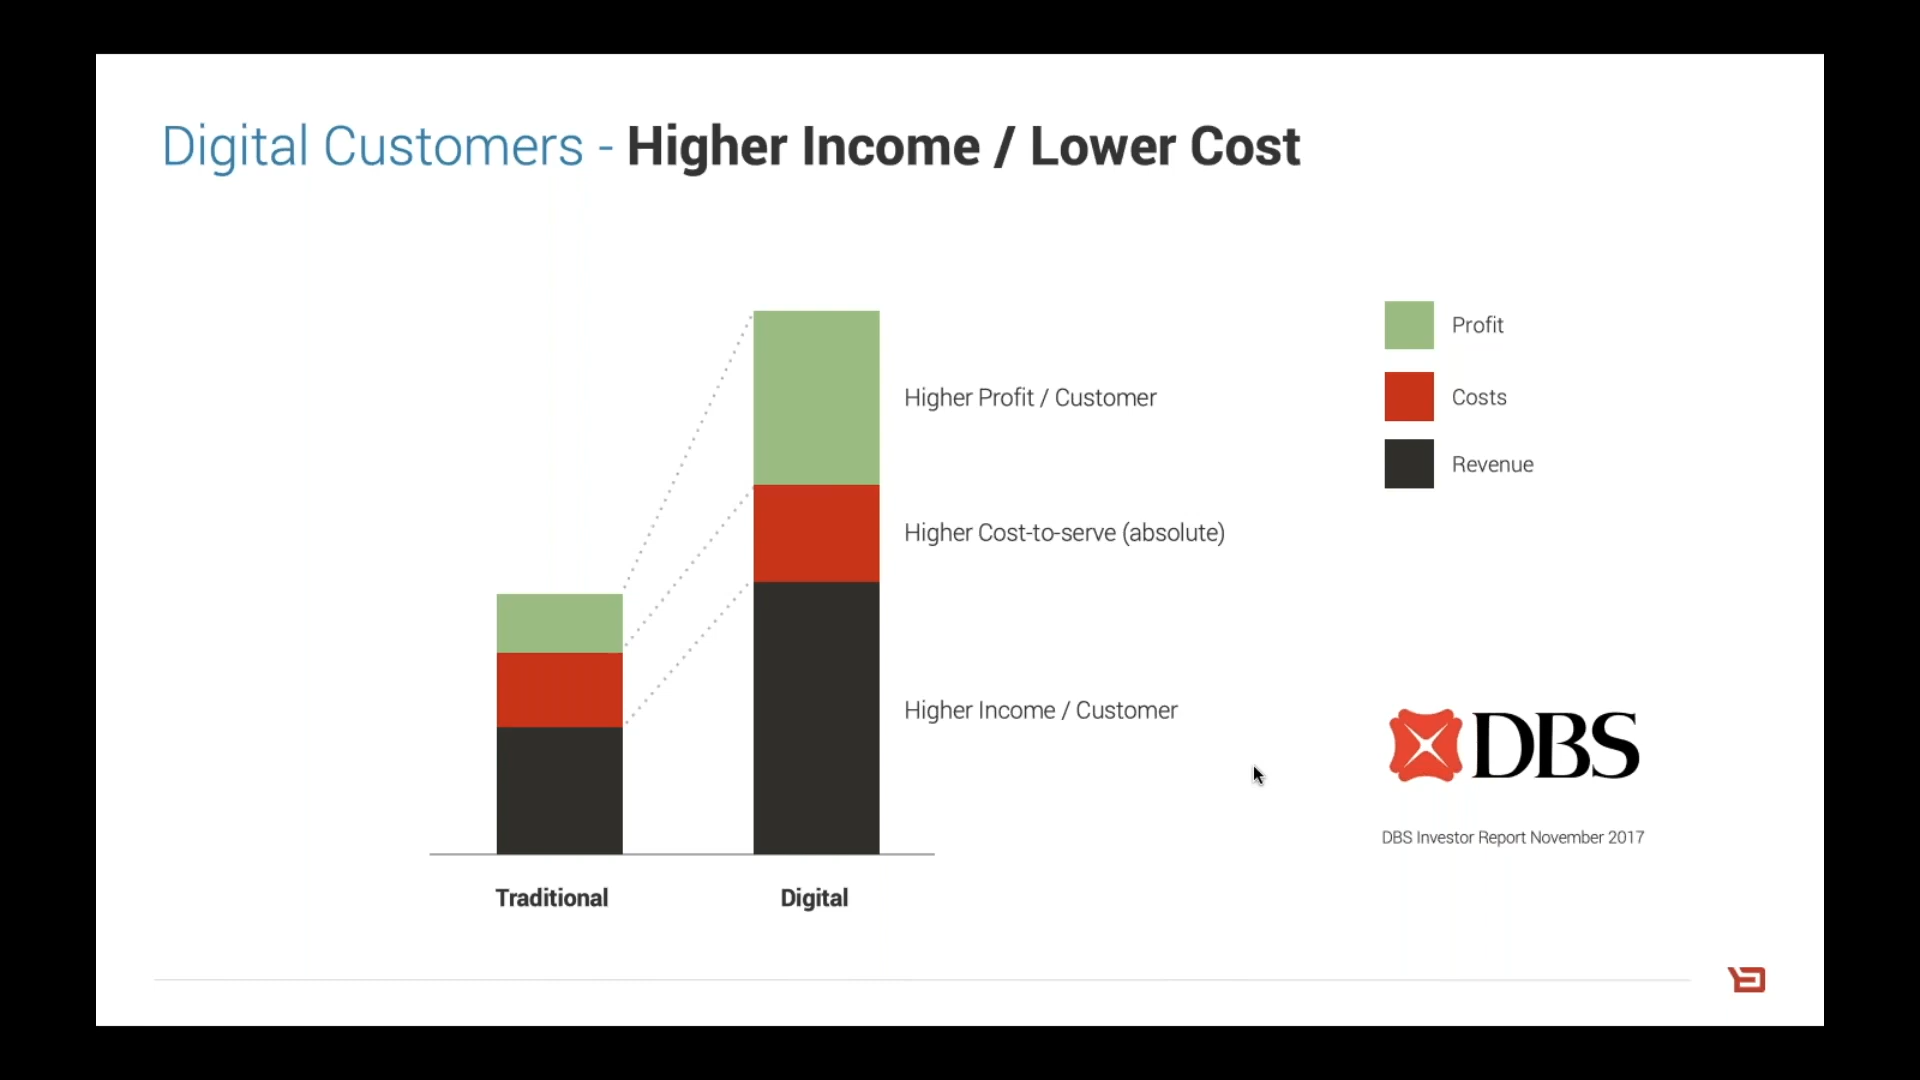 Digital Customers - Higher Income / Lower Cost
Profit
Higher Profit / Customer
Costs
Revenue
Higher Cost-to-serve (absolute)
Higher Income / Customer
DBS
DBS Investor Report November 2017
Traditional
Digital